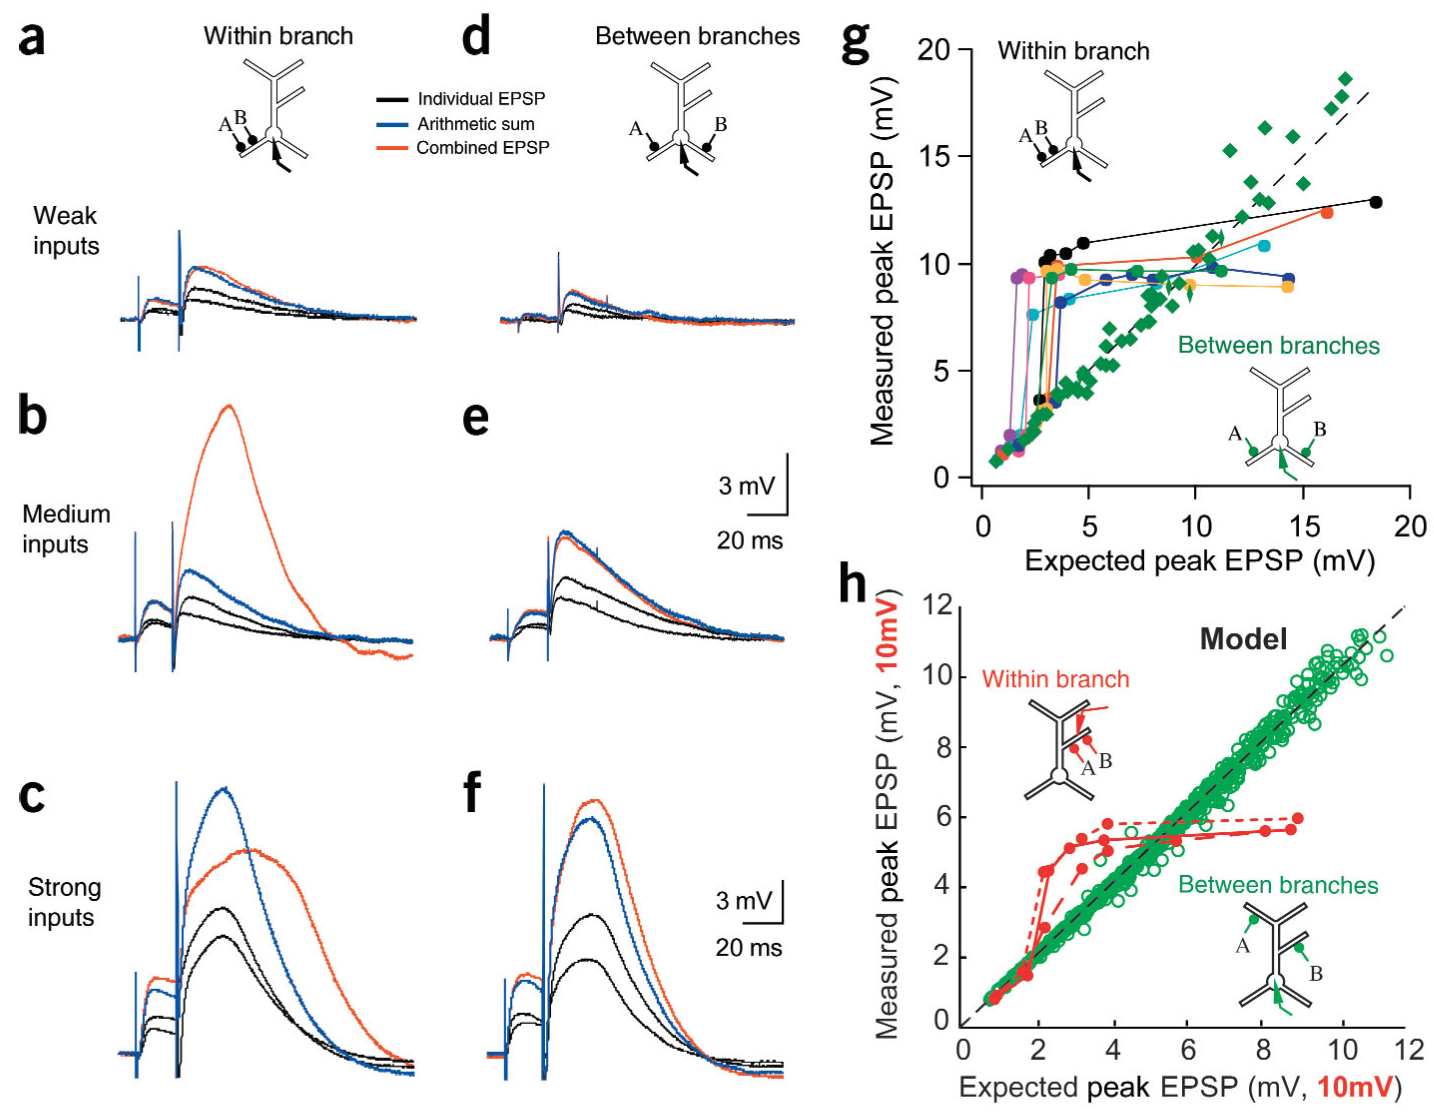 a
Within branch
A
B
Individual EPSP
Arithmetic sum
Combined EPSP
d
Between branches
A
B
Weak
inputs
b
Medium
inputs
e
3 mV
20 ms
c
Strong
inputs
f
3 mV
20 ms
g
Within branch
A
B
Between branches
A
B
Measured peak EPSP (mV)
20
15
10
5
0
0 5 10 15 20
Expected peak EPSP (mV)
h
Model
Within branch
A
B
Between branches
A
B
Measured peak EPSP (mV, 10mV)
12
10
8
6
4
2
0
0 2 4 6 8 10 12
Expected peak EPSP (mV, 10mV)